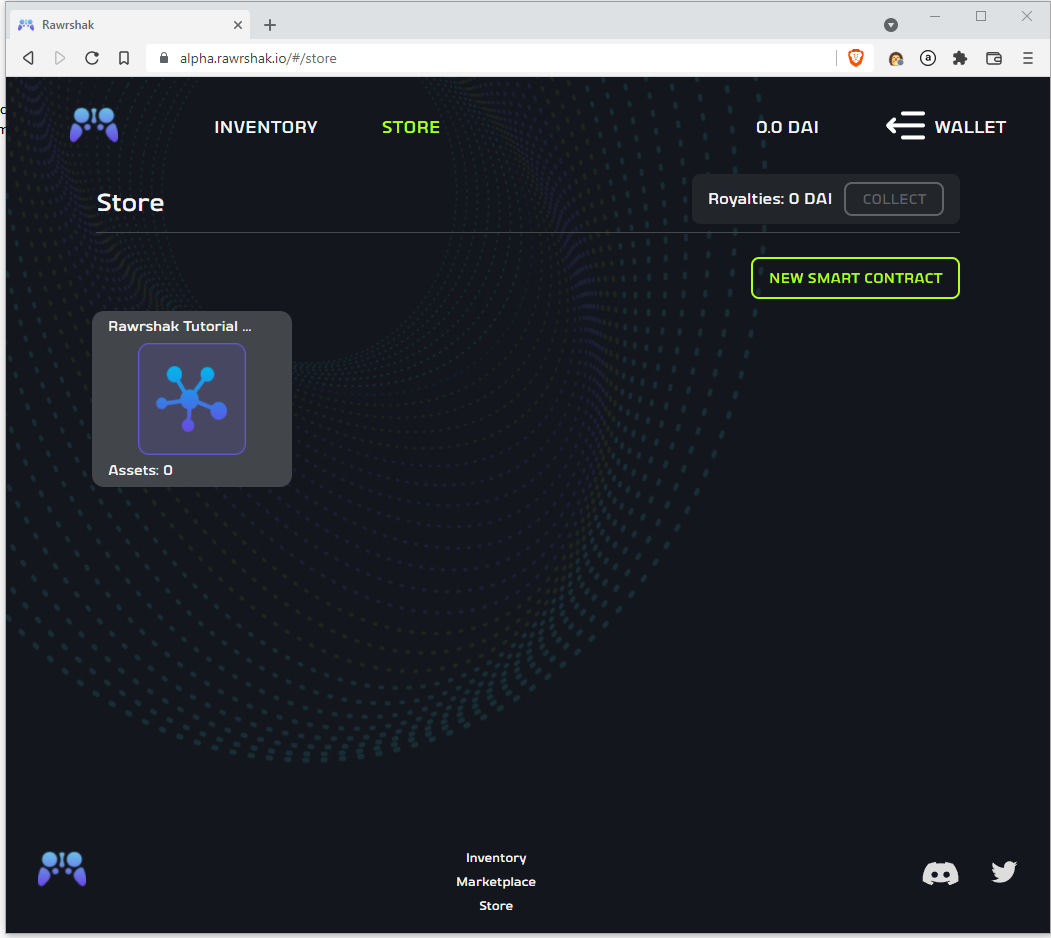 Rawrshak
alpha.rawrshak.io/#/store
INVENTORY
STORE
0.0 DAI
WALLET
Store
Royalties: 0 DAI
COLLECT
NEW SMART CONTRACT
Rawrshak Tutorial ...
Assets: 0
Inventory
Marketplace
Store